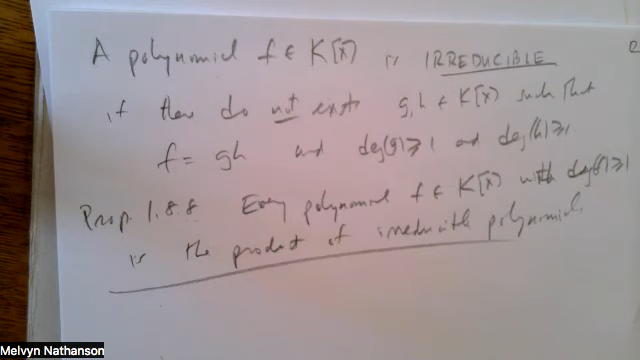 A polynomial f ∈ K[x] is IRREDUCIBLE
if there do not exist g, h ∈ K[x] such that
f = gh and deg(g) ≥ 1 and deg(h) ≥ 1
Prop. 1.8.8 Every polynomial f ∈ K[x] with deg(f) ≥ 1
is the product of irreducible polynomials
Melvyn Nathanson